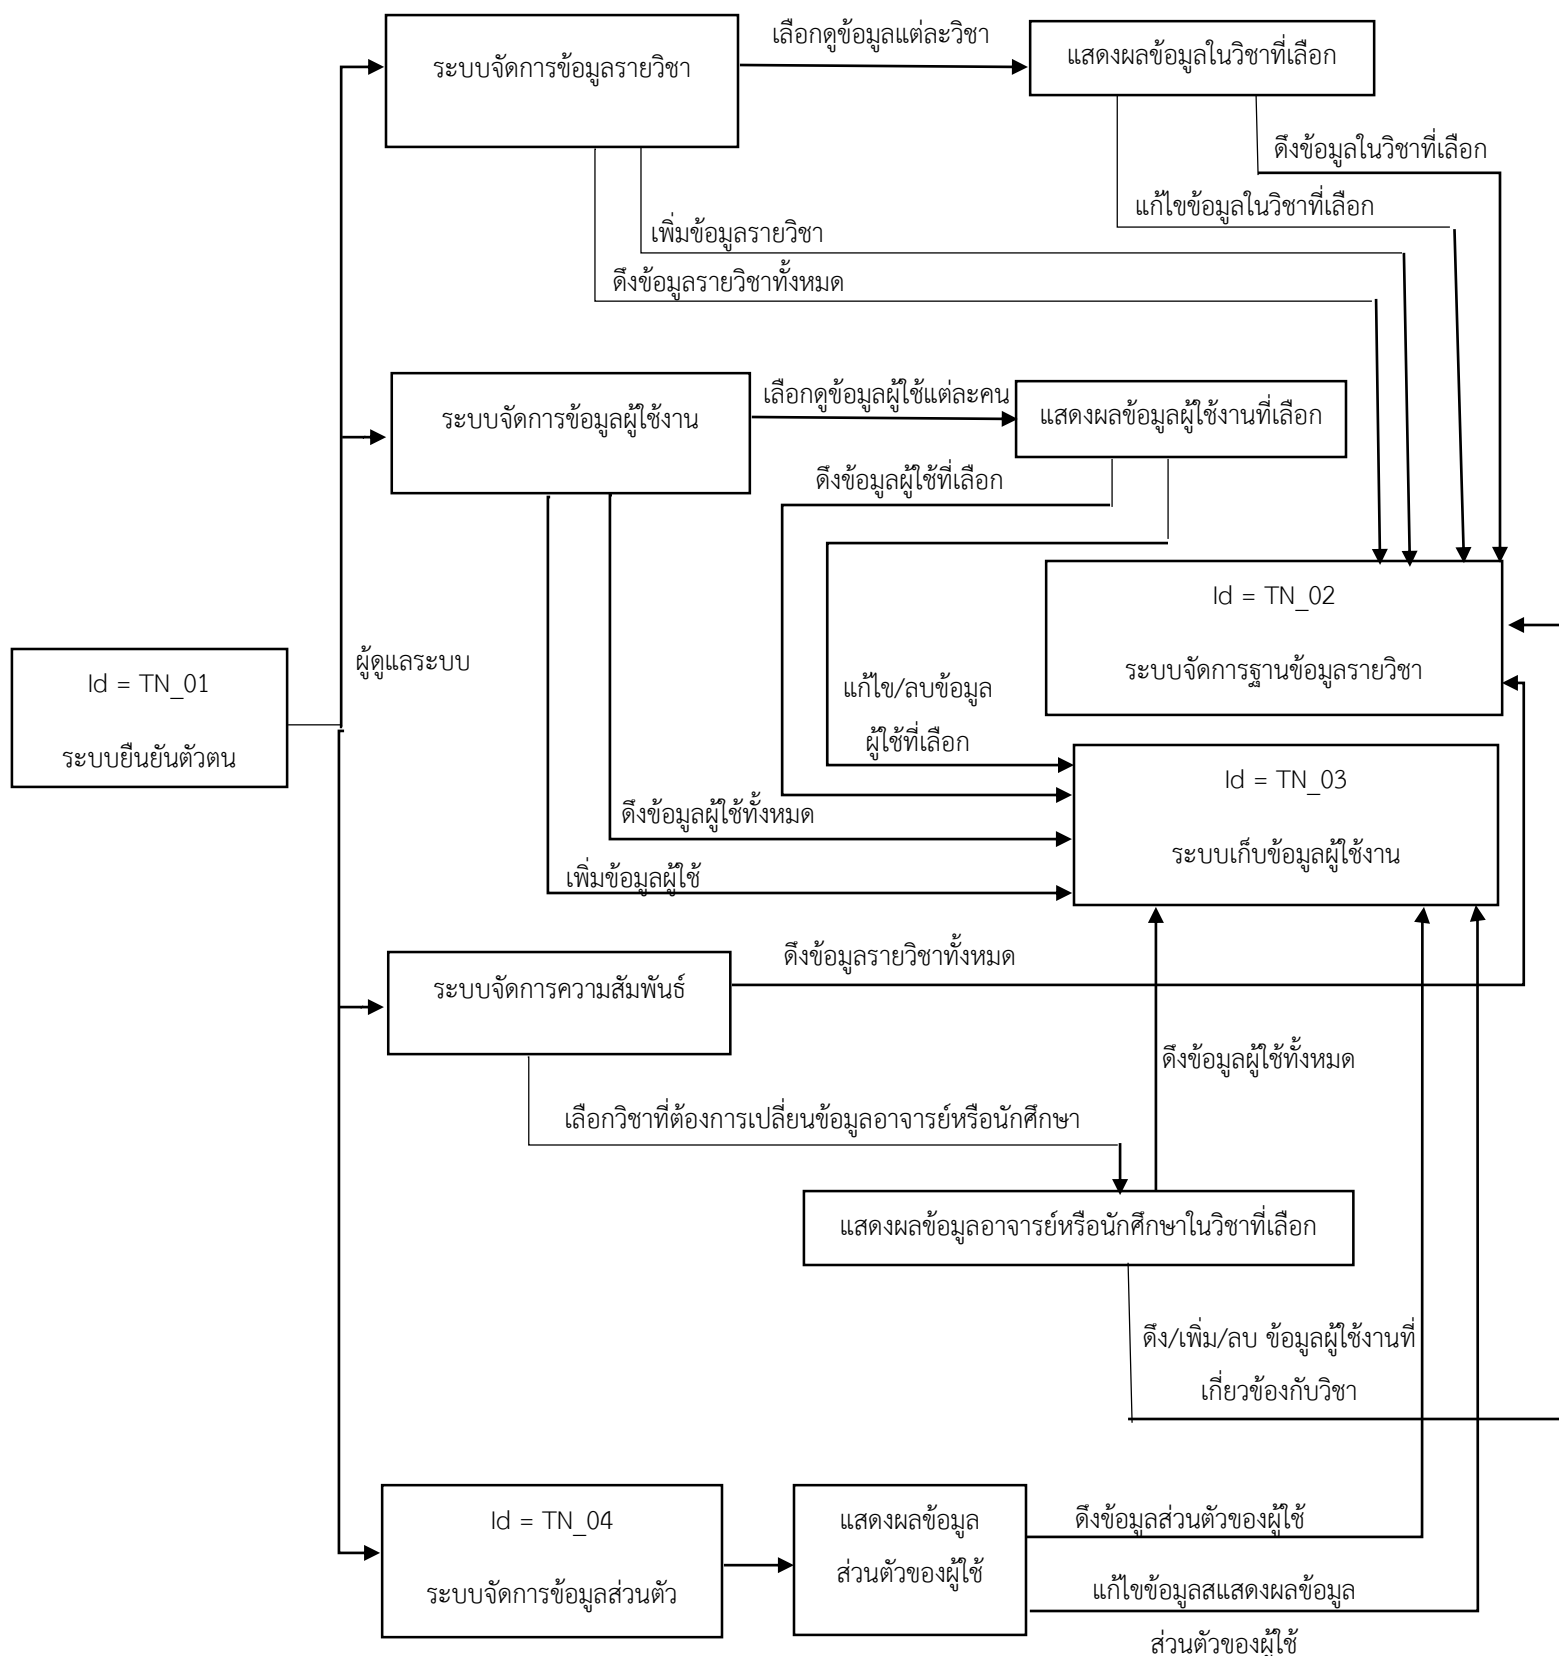 เลือกดูข้อมูลแต่ละวิชา
ระบบจัดการข้อมูลรายวิชา
แสดงผลข้อมูลในวิชาที่เลือก
ดึงข้อมูลในวิชาที่เลือก
แก้ไขข้อมูลในวิชาที่เลือก
เพิ่มข้อมูลรายวิชา
ดึงข้อมูลรายวิชาทั้งหมด
เลือกดูข้อมูลผู้ใช้แต่ละคน
ระบบจัดการข้อมูลผู้ใช้งาน
แสดงผลข้อมูลผู้ใช้งานที่เลือก
ดึงข้อมูลผู้ใช้ที่เลือก
Id = TN_02
ระบบจัดการฐานข้อมูลรายวิชา
ผู้ดูแลระบบ
Id = TN_01
ระบบยืนยันตัวตน
แก้ไข/ลบข้อมูล
ผู้ใช้ที่เลือก
Id = TN_03
ระบบเก็บข้อมูลผู้ใช้งาน
ดึงข้อมูลผู้ใช้ทั้งหมด
เพิ่มข้อมูลผู้ใช้
ดึงข้อมูลรายวิชาทั้งหมด
ระบบจัดการความสัมพันธ์
ดึงข้อมูลผู้ใช้ทั้งหมด
เลือกวิชาที่ต้องการเปลี่ยนข้อมูลอาจารย์หรือนักศึกษา
แสดงผลข้อมูลอาจารย์หรือนักศึกษาในวิชาที่เลือก
ดึง/เพิ่ม/ลบ ข้อมูลผู้ใช้งานที่
เกี่ยวข้องกับวิชา
Id = TN_04
ระบบจัดการข้อมูลส่วนตัว
แสดงผลข้อมูล
ส่วนตัวของผู้ใช้
ดึงข้อมูลส่วนตัวของผู้ใช้
แก้ไขข้อมูลสแสดงผลข้อมูล
ส่วนตัวของผู้ใช้